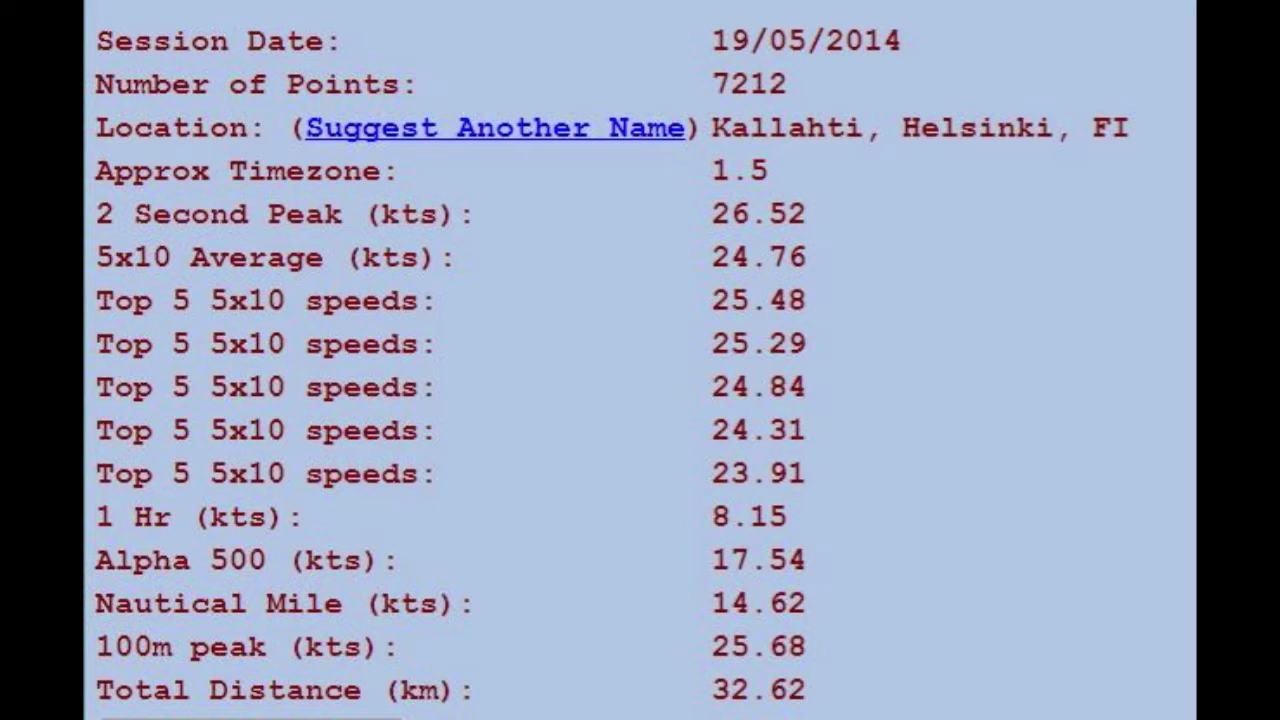 Session Date: 19/05/2014
Number of Points: 7212
Location: (Suggest Another Name) Kallahti, Helsinki, FI
Approx Timezone: 1.5
2 Second Peak (kts): 26.52
5x10 Average (kts): 24.76
Top 5 5x10 speeds: 25.48
Top 5 5x10 speeds: 25.29
Top 5 5x10 speeds: 24.84
Top 5 5x10 speeds: 24.31
Top 5 5x10 speeds: 23.91
1 Hr (kts): 8.15
Alpha 500 (kts): 17.54
Nautical Mile (kts): 14.62
100m peak (kts): 25.68
Total Distance (km): 32.62